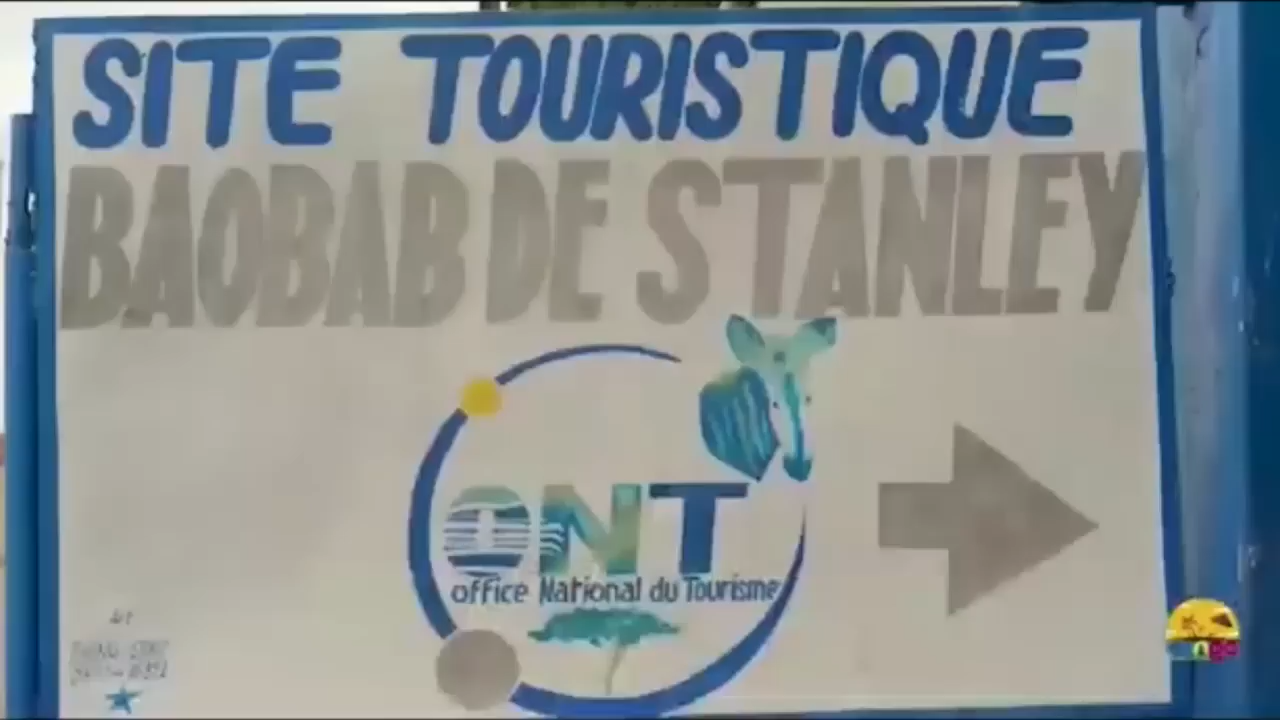 SITE TOURISTIQUE
BAOBAB DE STANLEY
ONT
office National du Tourisme